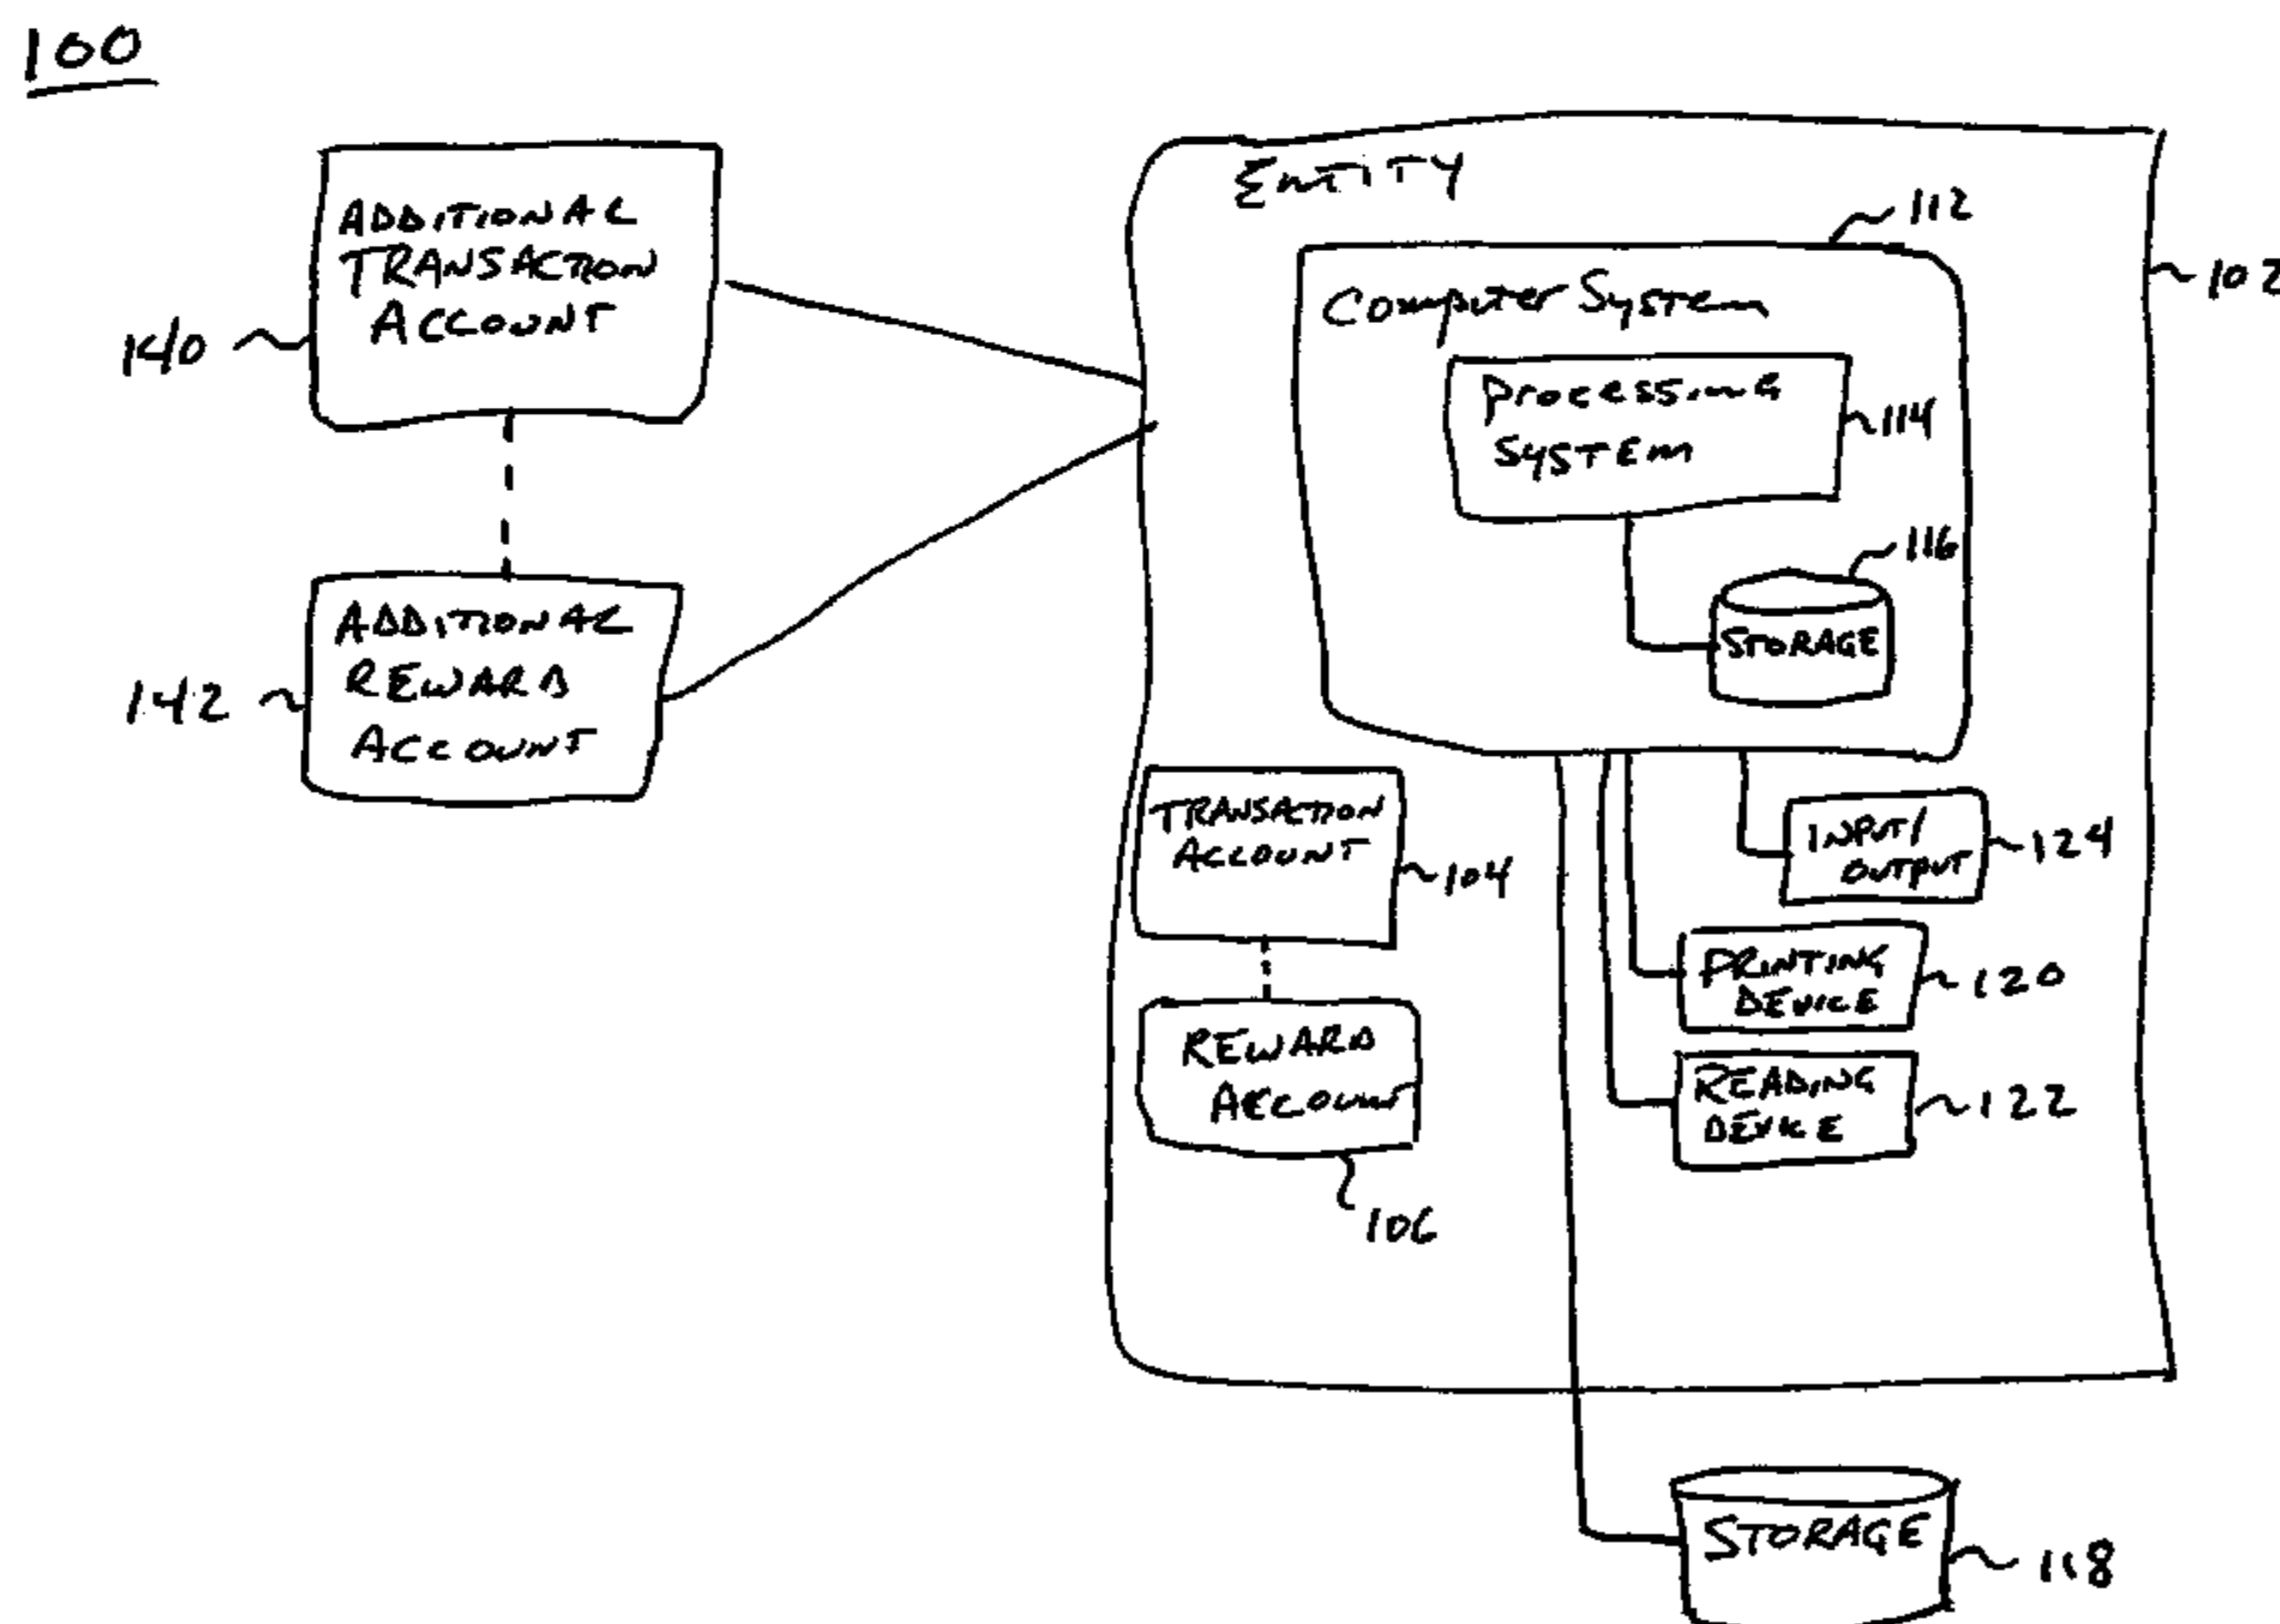 100
ADDITIONAL
TRANSACTION
ACCOUNT
140
ADDITIONAL
REWARD
ACCOUNT
142
ENTITY
102
112
Computer System
Processing
SYSTEM
114
116
STORAGE
TRANSACTION
ACCOUNT
104
REWARD
ACCOUNT
106
INPUT/
OUTPUT
124
PRINTING
DEVICE
120
READING
DEVICE
122
STORAGE
118